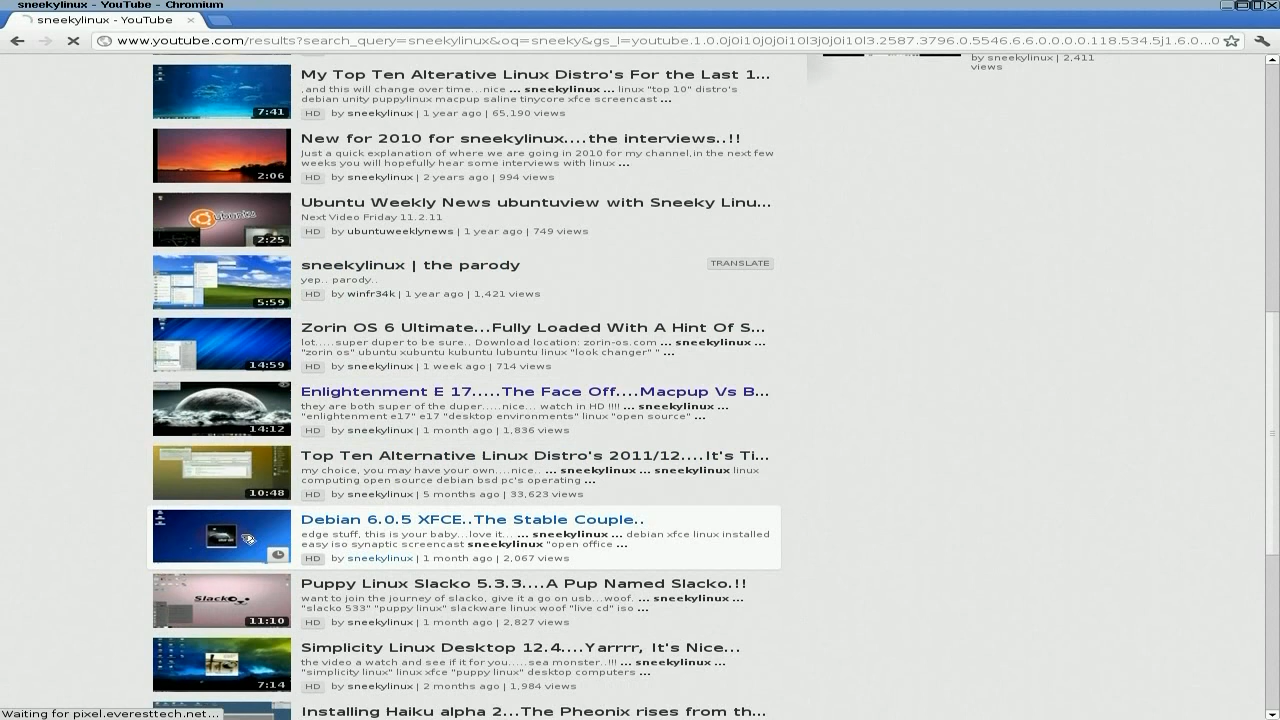 sneekylinux - YouTube - Chromium
sneekylinux - YouTube
www.youtube.com/results?search_query=sneekylinux&oq=sneeky&gs_l=youtube.1.0.0j0i10j0j0i10l3j0j0i10l3.2587.3796.0.5546.6.6.0.0.0.0.118.534.5j1.6.0...0
by sneekylinux | 2,411
views
My Top Ten Alterative Linux Distro's For the Last 1...
,and this will change over time...nice ... sneekylinux ... linux "top 10" distro's
debian unity puppylinux macpup saline tinycore xfce screencast ...
7:41
HD by sneekylinux | 1 year ago | 65,190 views
New for 2010 for sneekylinux....the interviews..!!
just a quick explanation of where we are going in 2010 for my channel,in the next few
weeks you will hopefully hear some interviews with linux ...
2:06
HD by sneekylinux | 2 years ago | 994 views
Ubuntu Weekly News ubuntuview with Sneeky Linu...
Next Video Friday 11.2.11
ubuntu
2:25
HD by ubuntuweeklynews | 1 year ago | 749 views
sneekylinux | the parody
TRANSLATE
yep.. parody..
5:59
HD by winfr34k | 1 year ago | 1,421 views
Zorin OS 6 Ultimate...Fully Loaded With A Hint Of S...
lot.....super duper to be sure.. Download location: zorin-os.com ... sneekylinux ...
"zorin os" ubuntu xubuntu kubuntu lubuntu linux "look changer" " ...
14:59
HD by sneekylinux | 1 week ago | 714 views
Enlightenment E 17.....The Face Off....Macpup Vs B...
they are both super of the duper.....nice... watch in HD !!!! ... sneekylinux ...
"enlightenment e17" e17 "desktop environments" linux "open source" ...
14:12
HD by sneekylinux | 1 month ago | 1,836 views
Top Ten Alternative Linux Distro's 2011/12....It's Ti...
my choice, you may have your own....nice... ... sneekylinux ... sneekylinux linux
computing open source debian bsd pc's operating ...
10:48
HD by sneekylinux | months ago | 33,623 views
Debian 6.0.5 XFCE..The Stable Couple..
edge stuff, this is your baby...love it... ... sneekylinux ... debian xfce linux installed
easy iso synaptic screencast sneekylinux "open office ...
HD by sneekylinux | 1 month ago | 2,067 views
Puppy Linux Slacko 5.3.3....A Pup Named Slacko.!!
want to join the journey of slacko, give it a go on usb...woof. ... sneekylinux ...
Slacko
"slacko 533" "puppy linux" slackware linux woof "live cd" iso ...
11:10
HD by sneekylinux | 1 month ago | 2,827 views
Simplicity Linux Desktop 12.4....Yarrrr, It's Nice...
the video a watch and see if it for you.....sea monster..!!! ... sneekylinux ...
"simplicity linux" linux xfce "puppy linux" desktop computers ...
7:14
HD by sneekylinux | months ago | 1,984 views
Installing Haiku 2...The Phoenix rises from th...
Waiting for pixel.everesttech.net...